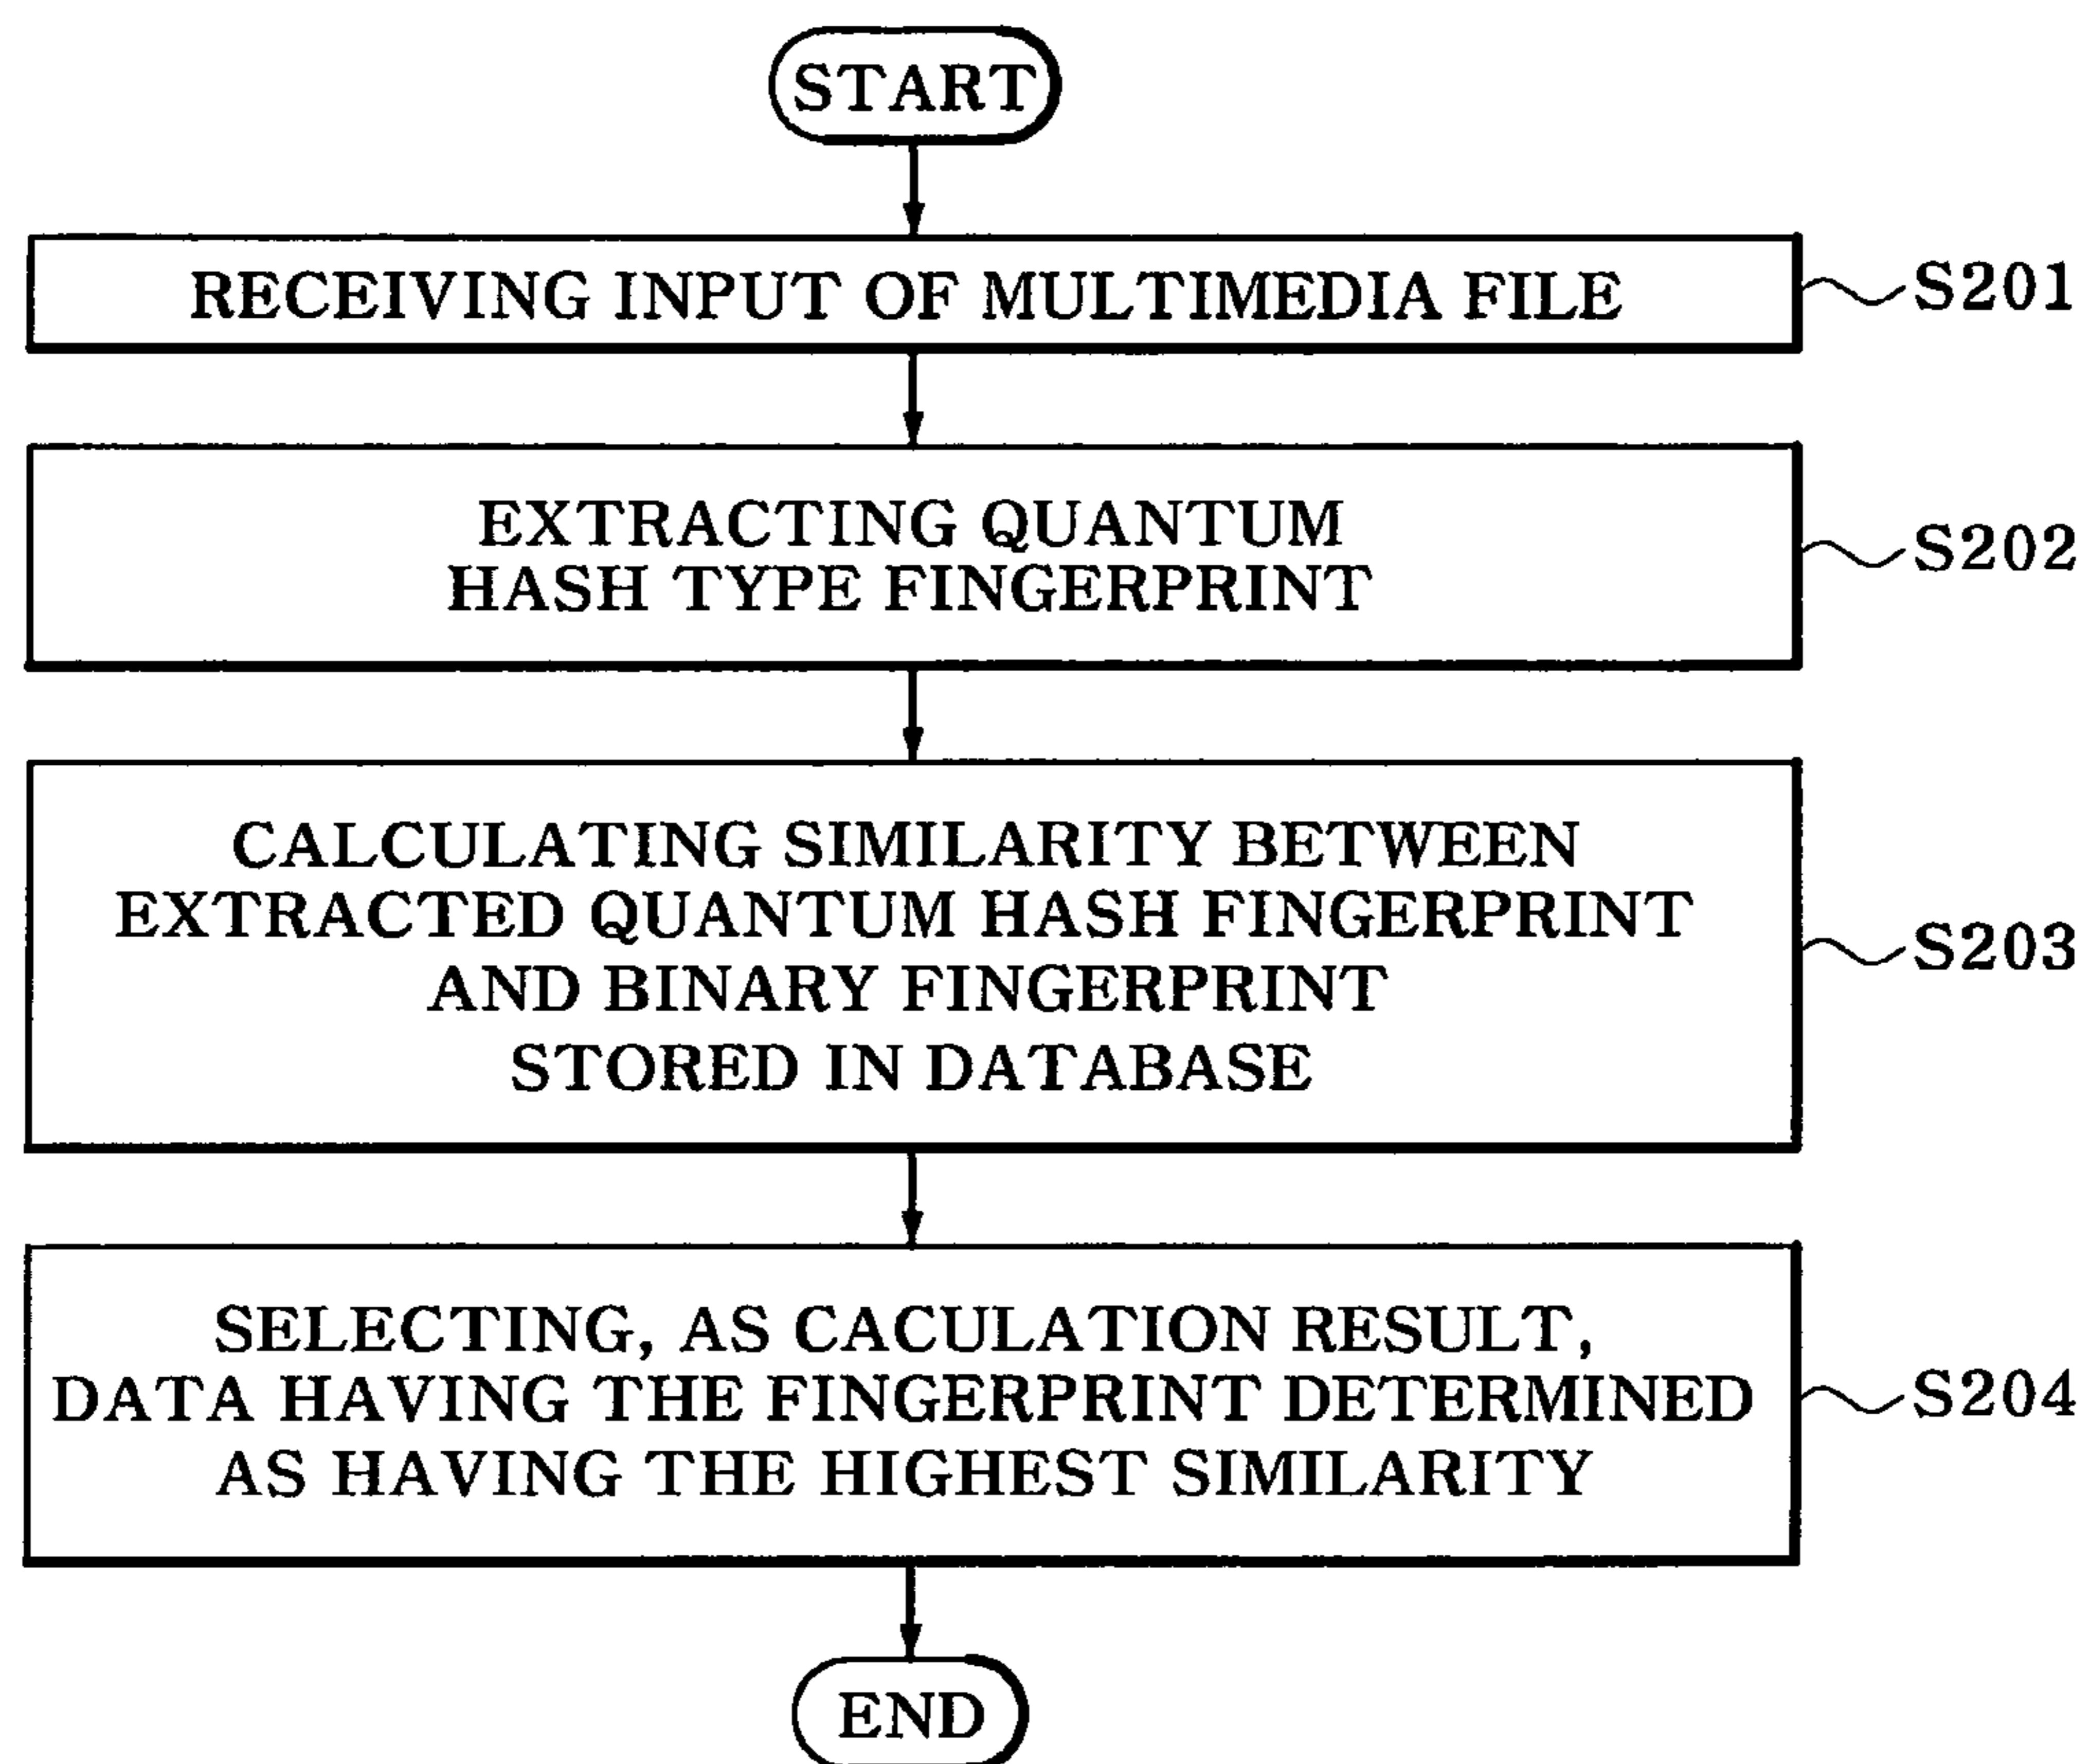 START
RECEIVING INPUT OF MULTIMEDIA FILE
S201
EXTRACTING QUANTUM
HASH TYPE FINGERPRINT
S202
CALCULATING SIMILARITY BETWEEN
EXTRACTED QUANTUM HASH FINGERPRINT
AND BINARY FINGERPRINT
STORED IN DATABASE
S203
SELECTING, AS CACULATION RESULT,
DATA HAVING THE FINGERPRINT DETERMINED
AS HAVING THE HIGHEST SIMILARITY
S204
END